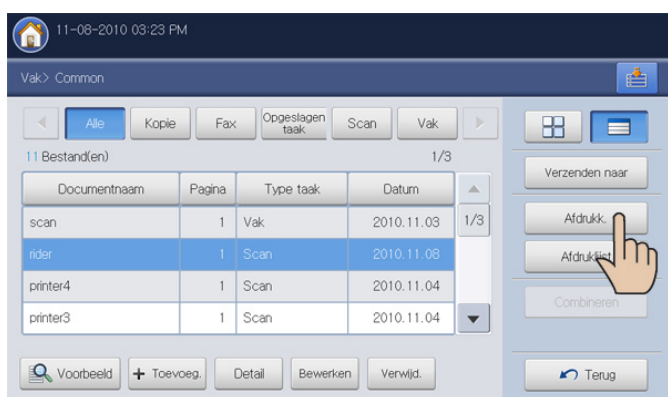 11-08-2010 03:23 PM
Vak> Common
Alle Kopie Fax Opgeslagen taak Scan Vak
11 Bestand(en) 1/3
Documentnaam Pagina Type taak Datum
scan 1 Vak 2010.11.03 1/3
rider 1 Scan 2010.11.08
printer4 1 Scan 2010.11.04
printer3 1 Scan 2010.11.04
Voorbeeld + Toevoeg. Detail Bewerken Verwijd.
Verzenden naar
Afdrukk.
Afdruklijst
Combineren
Terug